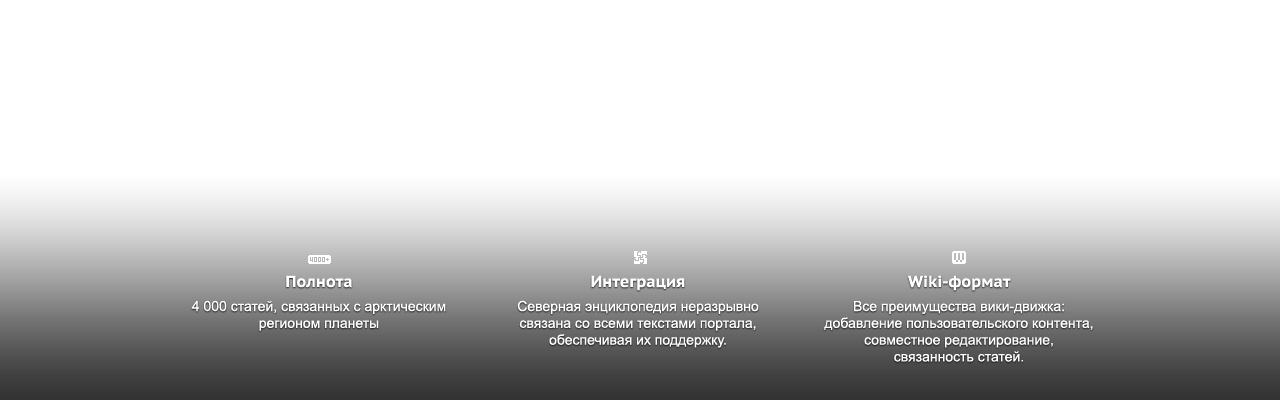 4000+
Полнота
4 000 статей, связанных с арктическим
регионом планеты
Интеграция
Северная энциклопедия неразрывно
связана со всеми текстами портала,
обеспечивая их поддержку.
W
Wiki-формат
Все преимущества вики-движка:
добавление пользовательского контента,
совместное редактирование,
связанность статей.